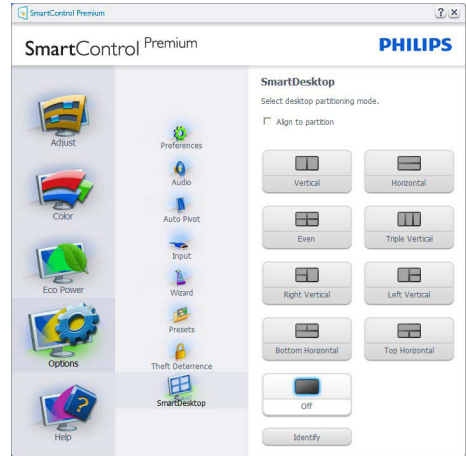 SmartControl Premium
SmartControl Premium
PHILIPS
Adjust
Color
Eco Power
Options
Help
Preferences
Audio
Auto Pivot
Input
Wizard
Presets
Theft Deterrence
SmartDesktop
SmartDesktop
Select desktop partitioning mode.
Align to partition
Vertical
Horizontal
Even
Triple Vertical
Right Vertical
Left Vertical
Bottom Horizontal
Top Horizontal
Off
Identify